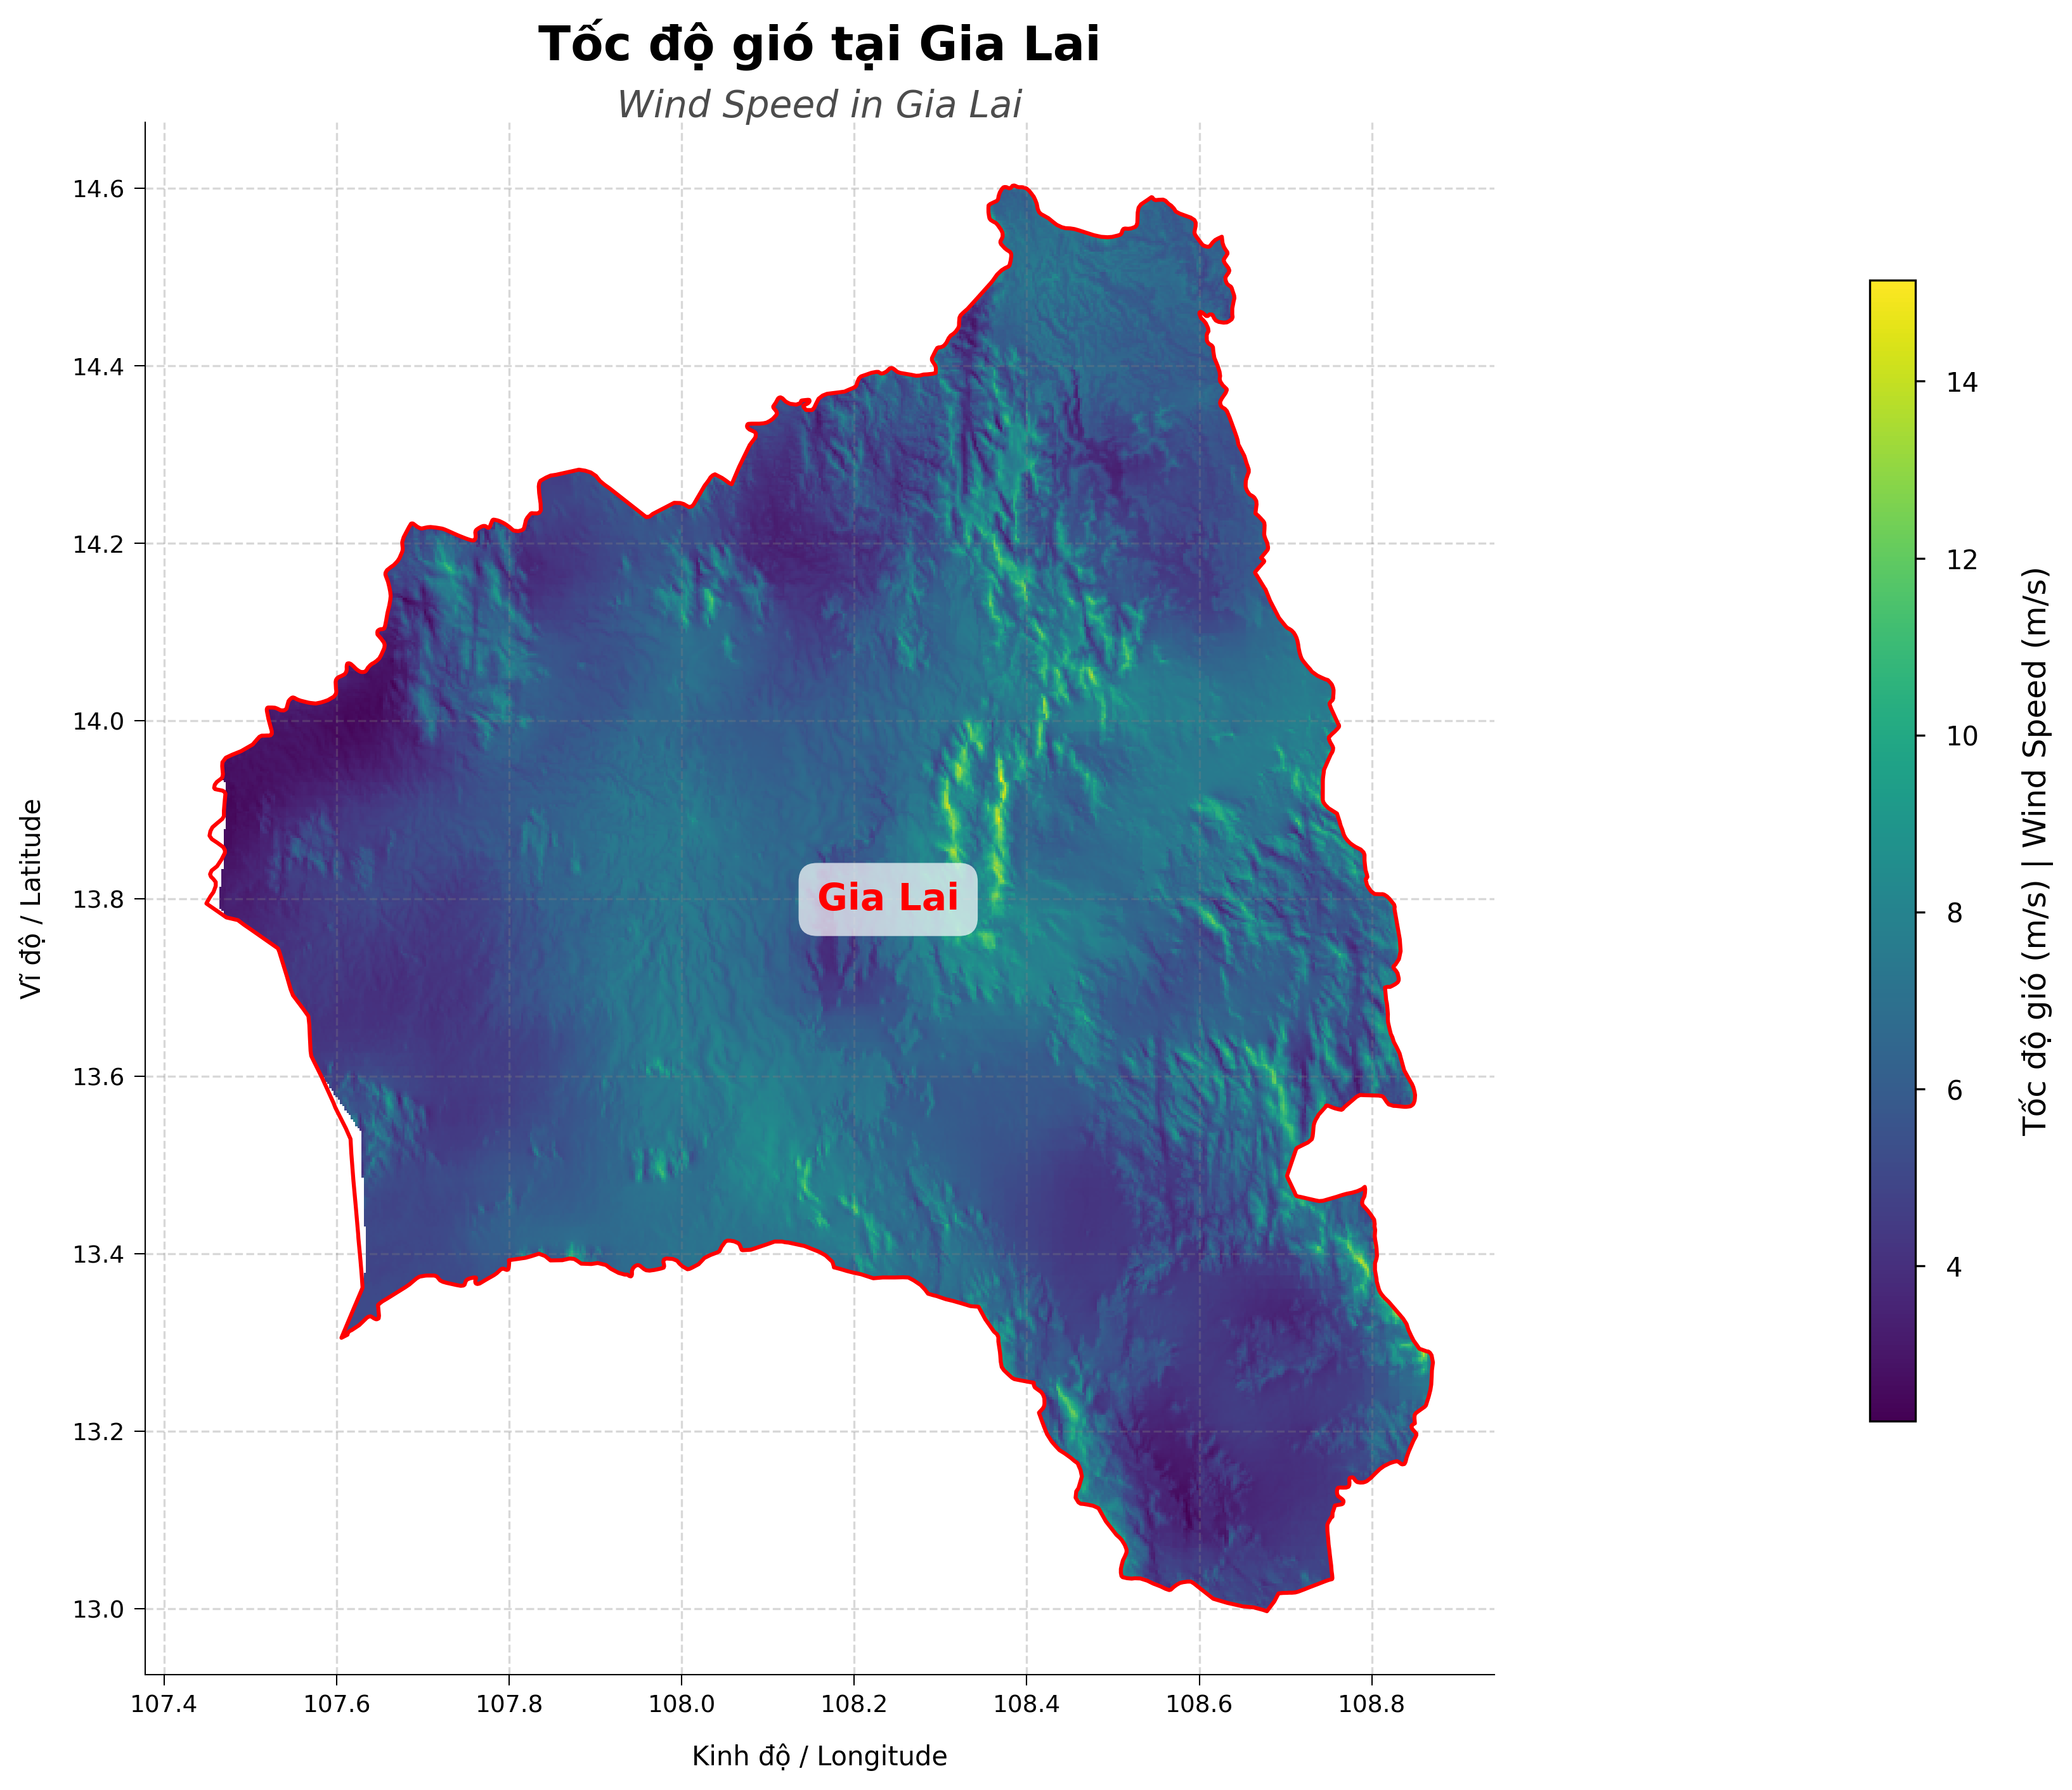 Tốc độ gió tại Gia Lai
Wind Speed in Gia Lai
14.6
14.4
14.2
14.0
13.8
13.6
13.4
13.2
13.0
Vĩ độ / Latitude
Gia Lai
107.4 107.6 107.8 108.0 108.2 108.4 108.6 108.8
Kinh độ / Longitude
14
12
10
8
6
4
Tốc độ gió (m/s) | Wind Speed (m/s)